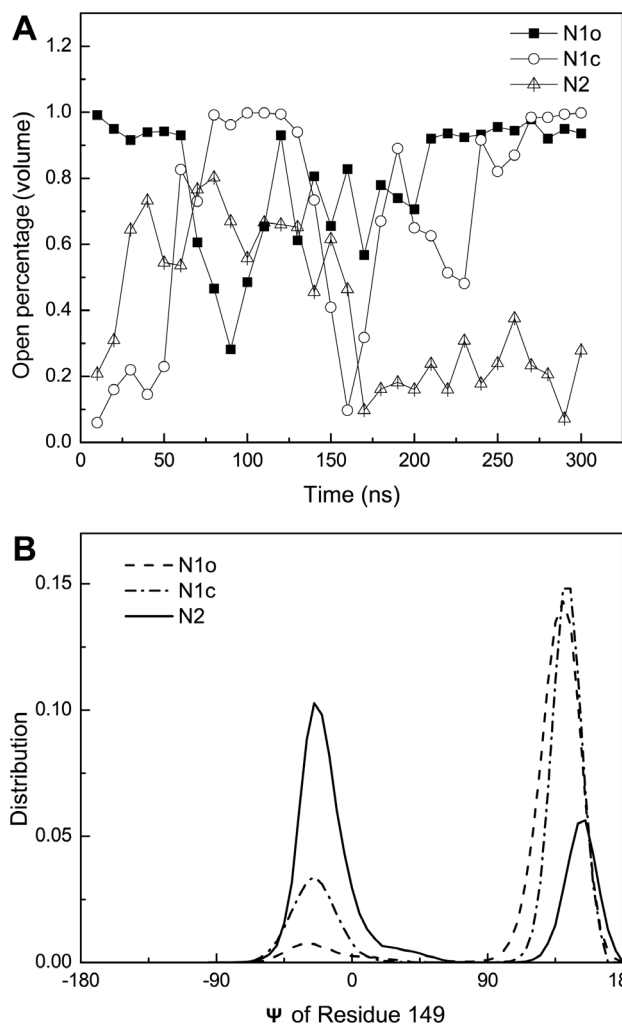 A
N1o
N1c
N2
1.2
1.0
0.8
0.6
0.4
0.2
0.0
Open percentage (volume)
0 50 100 150 200 250 300
Time (ns)
B
N1o
N1c
N2
0.15
0.10
0.05
0.00
Distribution
-180 -90 0 90 18
Ψ of Residue 149